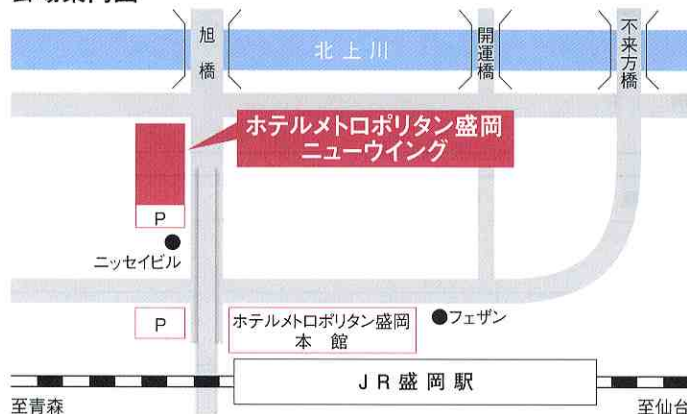 旭橋
北上川
開運橋
不来方橋
ホテルメトロポリタン盛岡
ニューウイング
P
ニッセイビル
P
ホテルメトロポリタン盛岡
本館
フェザン
JR盛岡駅
至青森
至仙台